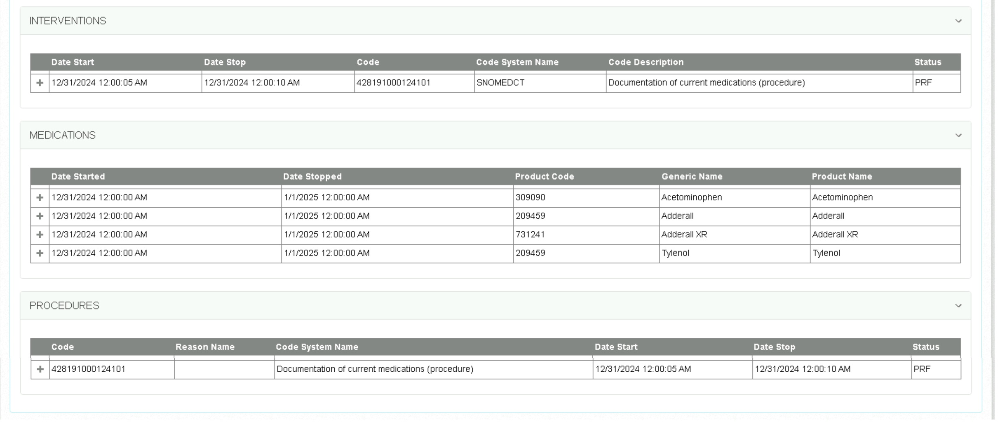 INTERVENTIONS
Date Start Date Stop Code Code System Name Code Description Status
12/31/2024 12:00:05 AM 12/31/2024 12:00:10 AM 428191000124101 SNOMEDCT Documentation of current medications (procedure) PRF
MEDICATIONS
Date Started Date Stopped Product Code Generic Name Product Name
12/31/2024 12:00:00 AM 1/1/2025 12:00:00 AM 309090 Acetominophen Acetominophen
12/31/2024 12:00:00 AM 1/1/2025 12:00:00 AM 209459 Adderall Adderall
12/31/2024 12:00:00 AM 1/1/2025 12:00:00 AM 731241 Adderall XR Adderall XR
12/31/2024 12:00:00 AM 1/1/2025 12:00:00 AM 209459 Tylenol Tylenol
PROCEDURES
Code Reason Name Code System Name Date Start Date Stop Status
428191000124101 Documentation of current medications (procedure) 12/31/2024 12:00:05 AM 12/31/2024 12:00:10 AM PRF